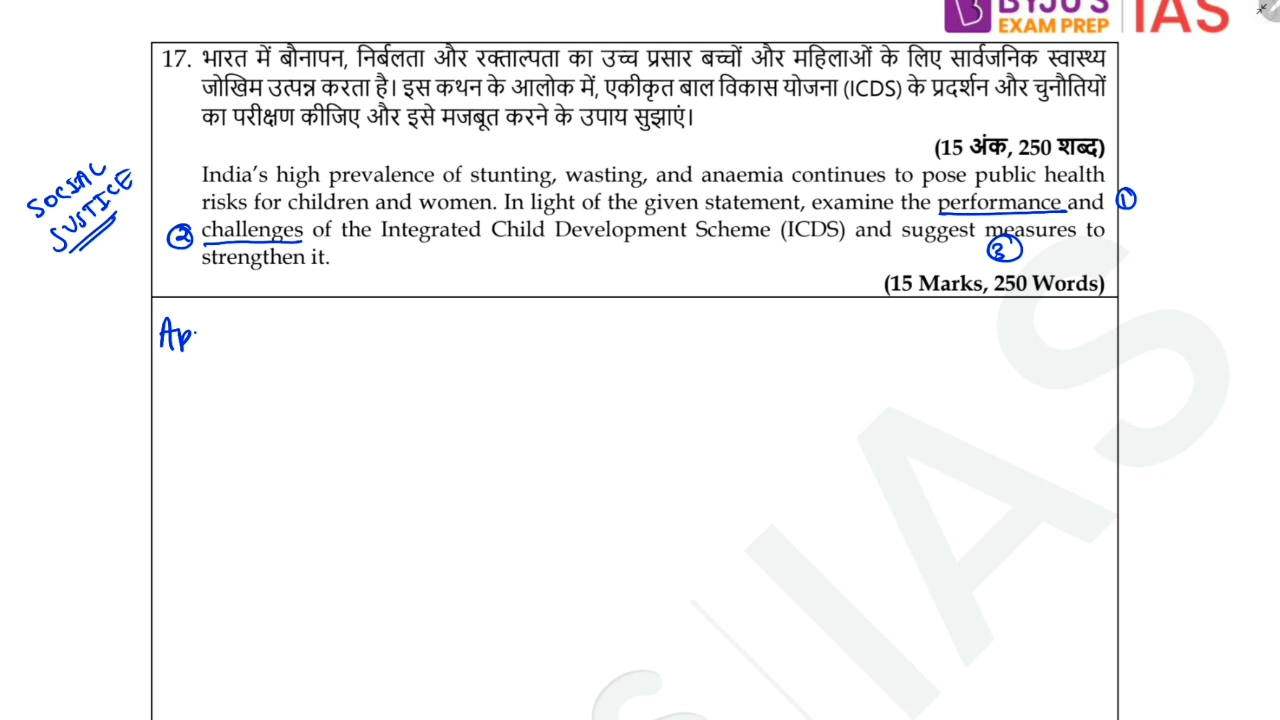 BYJU'S IAS
EXAM PREP
17. भारत में बौनापन, निर्बलता और रक्ताल्पता का उच्च प्रसार बच्चों और महिलाओं के लिए सार्वजनिक स्वास्थ्य
जोखिम उत्पन्न करता है। इस कथन के आलोक में, एकीकृत बाल विकास योजना (ICDS) के प्रदर्शन और चुनौतियों
का परीक्षण कीजिए और इसे मजबूत करने के उपाय सुझाएं।
(15 अंक, 250 शब्द)
SOCIAL
JUSTICE
India's high prevalence of stunting, wasting, and anaemia continues to pose public health
risks for children and women. In light of the given statement, examine the performance and ①
② challenges of the Integrated Child Development Scheme (ICDS) and suggest measures to
③
strengthen it.
(15 Marks, 250 Words)
Ap
IAS
S